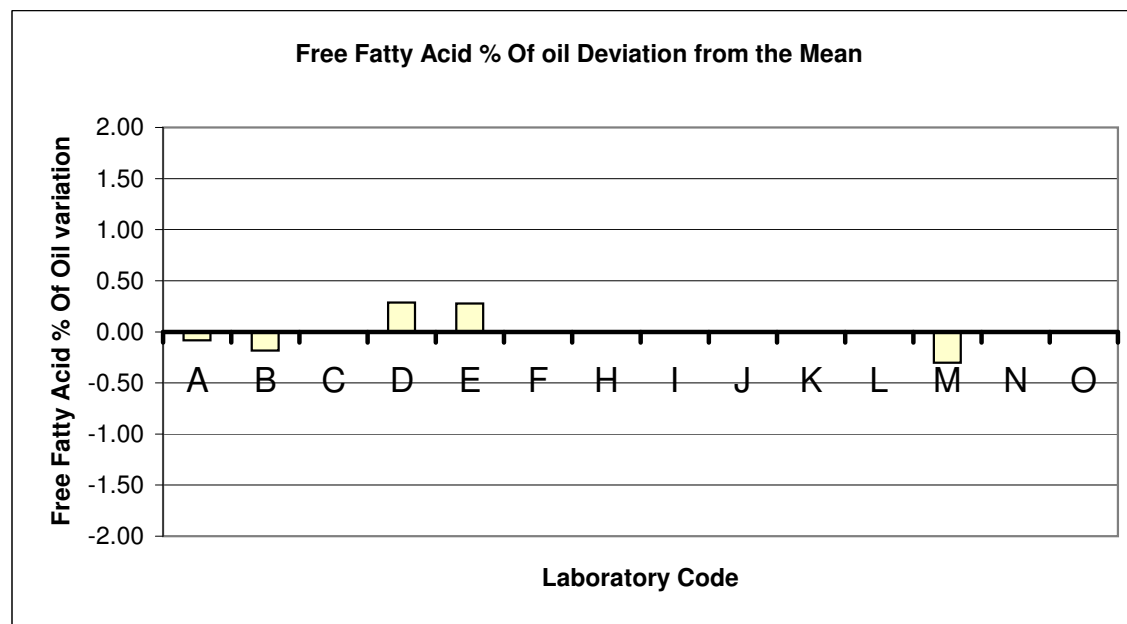 Free Fatty Acid % Of oil Deviation from the Mean
Free Fatty Acid % Of Oil variation
2.00
1.50
1.00
0.50
0.00
-0.50
-1.00
-1.50
-2.00
A B C D E F H I J K L M N O
Laboratory Code